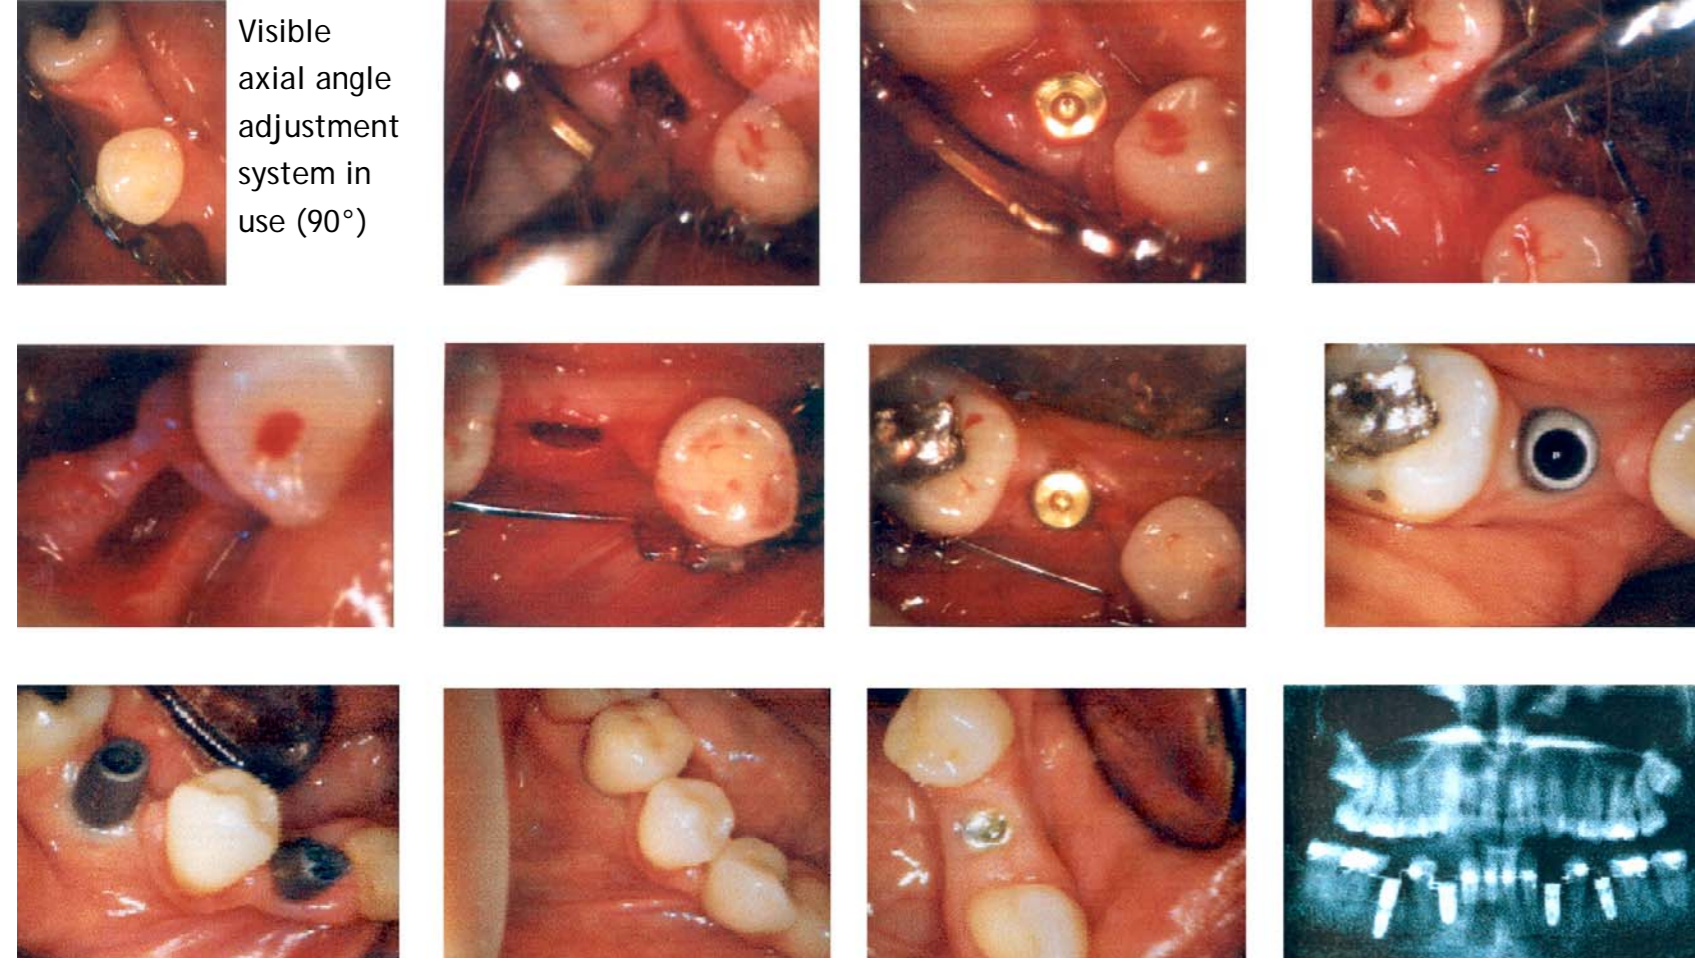 Visible
axial angle
adjustment
system in
use (90°)